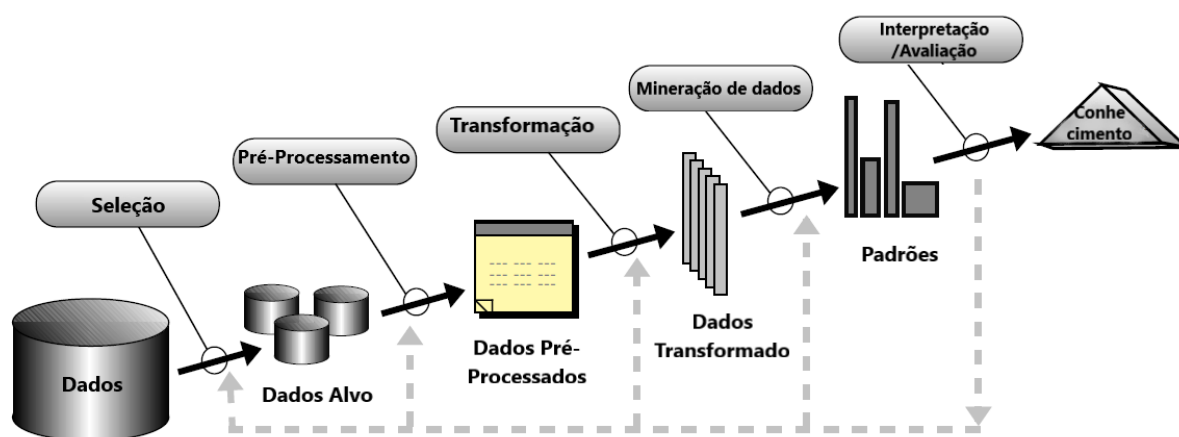 Interpretação
/Avaliação
Mineração de dados
Transformação
Pré-Processamento
Seleção
Conhe
cimento
Padrões
Dados
Transformado
Dados Pré-
Processados
Dados Alvo
Dados